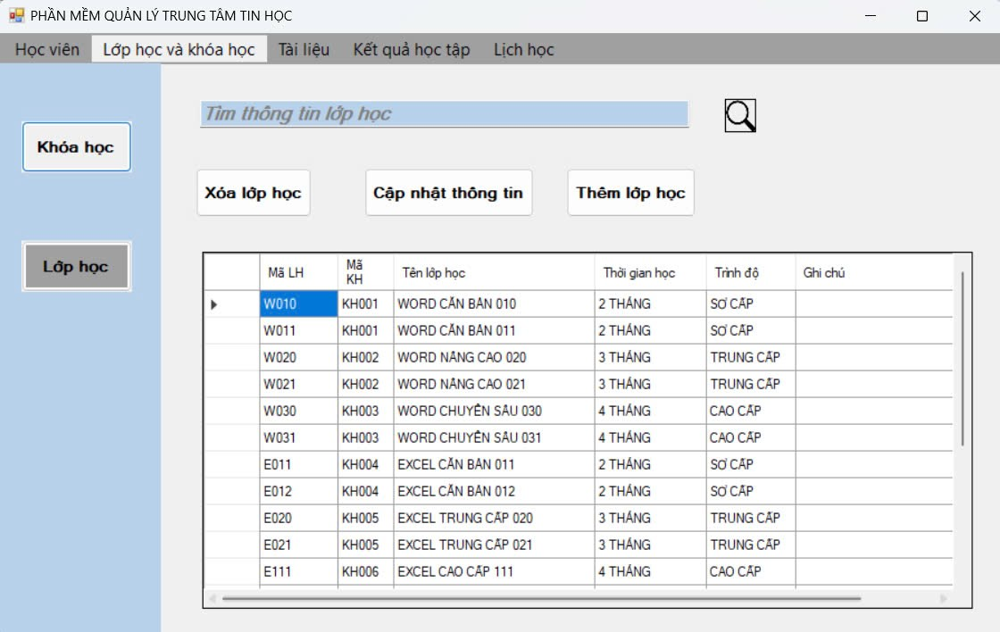 PHẦN MỀM QUẢN LÝ TRUNG TÂM TIN HỌC
Học viên Lớp học và khóa học Tài liệu Kết quả học tập Lịch học
Tìm thông tin lớp học
Khóa học
Xóa lớp học Cập nhật thông tin Thêm lớp học
Lớp học
Mã LH Mã KH Tên lớp học Thời gian học Trình độ Ghi chú
W010 KH001 WORD CĂN BẢN 010 2 THÁNG SƠ CẤP
W011 KH001 WORD CĂN BẢN 011 2 THÁNG SƠ CẤP
W020 KH002 WORD NÂNG CAO 020 3 THÁNG TRUNG CẤP
W021 KH002 WORD NÂNG CAO 021 3 THÁNG TRUNG CẤP
W030 KH003 WORD CHUYÊN SÂU 030 4 THÁNG CAO CẤP
W031 KH003 WORD CHUYÊN SÂU 031 4 THÁNG CAO CẤP
E011 KH004 EXCEL CĂN BẢN 011 2 THÁNG SƠ CẤP
E012 KH004 EXCEL CĂN BẢN 012 2 THÁNG SƠ CẤP
E020 KH005 EXCEL TRUNG CẤP 020 3 THÁNG TRUNG CẤP
E021 KH005 EXCEL TRUNG CẤP 021 3 THÁNG TRUNG CẤP
E111 KH006 EXCEL CAO CẤP 111 4 THÁNG CAO CẤP